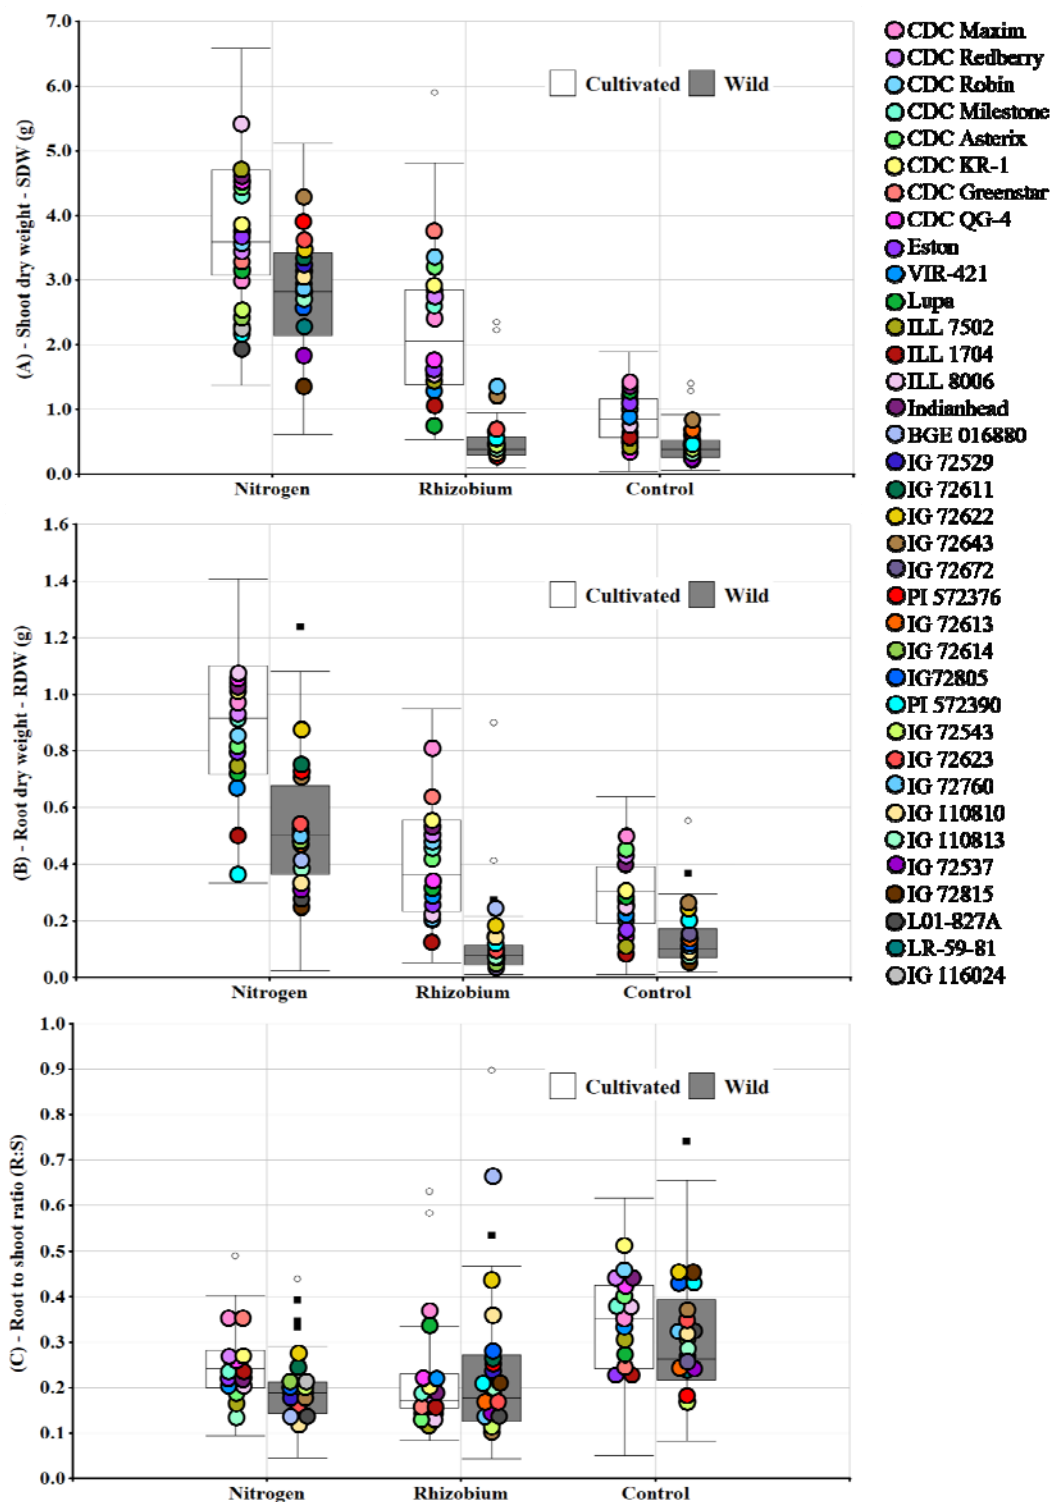 (A) - Shoot dry weight - SDW (g)
7.0
6.0
5.0
4.0
3.0
2.0
1.0
0.0
Cultivated Wild
Nitrogen Rhizobium Control
(B) - Root dry weight - RDW (g)
1.6
1.4
1.2
1.0
0.8
0.6
0.4
0.2
0.0
Cultivated Wild
Nitrogen Rhizobium Control
(C) - Root to shoot ratio (R:S)
1.0
0.9
0.8
0.7
0.6
0.5
0.4
0.3
0.2
0.1
0.0
Cultivated Wild
Nitrogen Rhizobium Control
CDC Maxim
CDC Redberry
CDC Robin
CDC Milestone
CDC Asterix
CDC KR-1
CDC Greenstar
CDC QG-4
Eston
VIR-421
Lupa
ILL 7502
ILL 1704
ILL 8006
Indianhead
BGE 016880
IG 72529
IG 72611
IG 72622
IG 72643
IG 72672
PI 572376
IG 72613
IG 72614
IG72805
PI 572390
IG 72543
IG 72623
IG 72760
IG 110810
IG 110813
IG 72537
IG 72815
L01-827A
LR-59-81
IG 116024